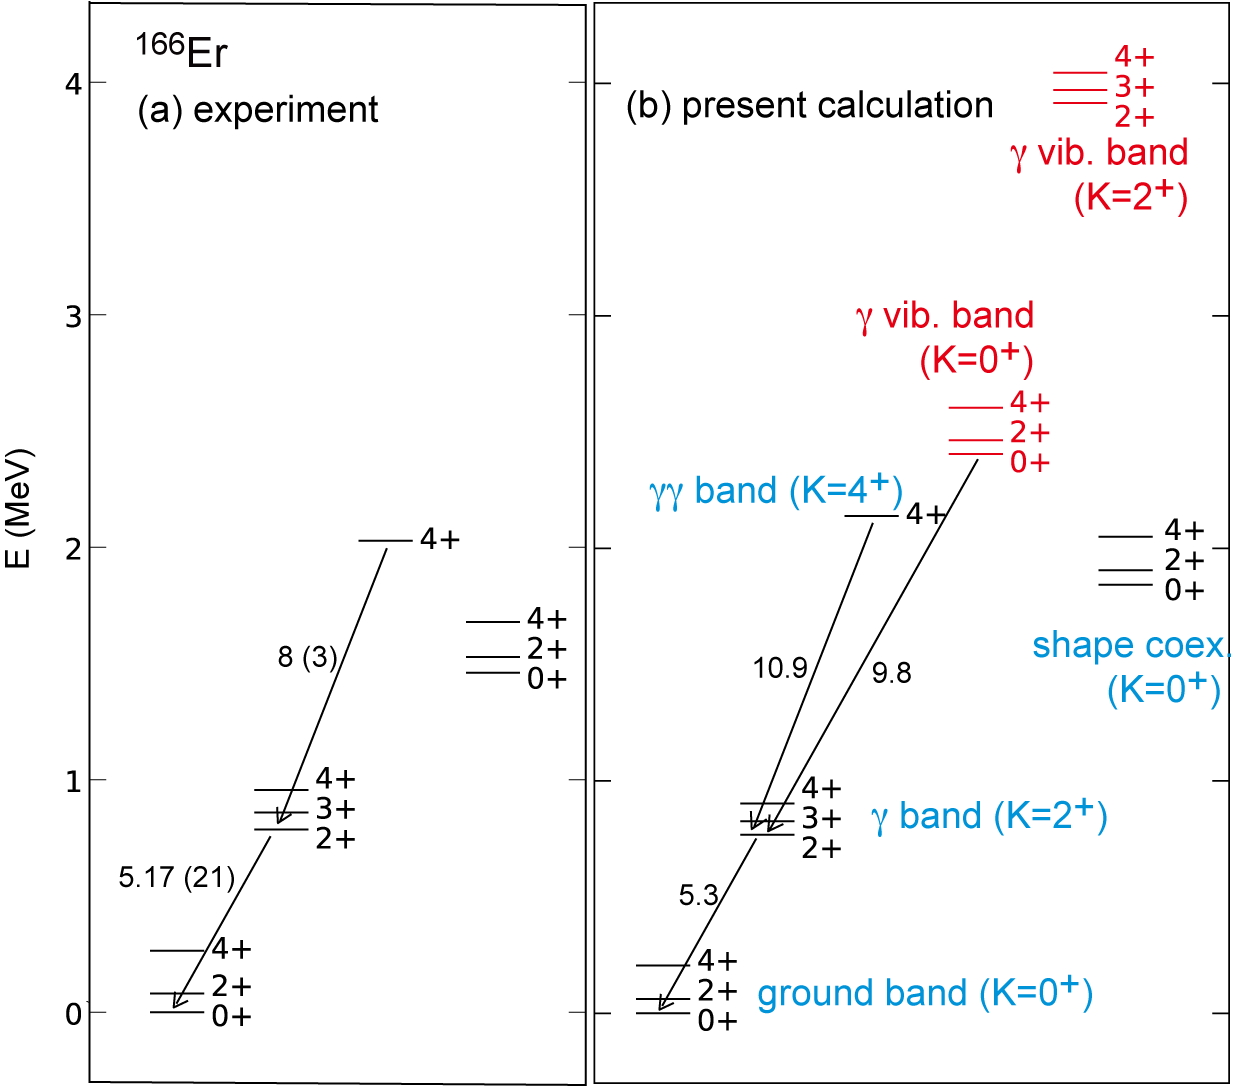 E (MeV)
4
3
2
1
0
¹⁶⁶Er
(a) experiment
4+
8 (3)
4+
2+
0+
4+
3+
2+
5.17 (21)
4+
2+
0+
(b) present calculation
4+
3+
2+
γ vib. band
(K=2⁺)
γ vib. band
(K=0⁺)
4+
2+
0+
γγ band (K=4⁺)
4+
4+
2+
0+
shape coex.
(K=0⁺)
10.9
9.8
4+
3+
2+
γ band (K=2⁺)
5.3
4+
2+
0+
ground band (K=0⁺)